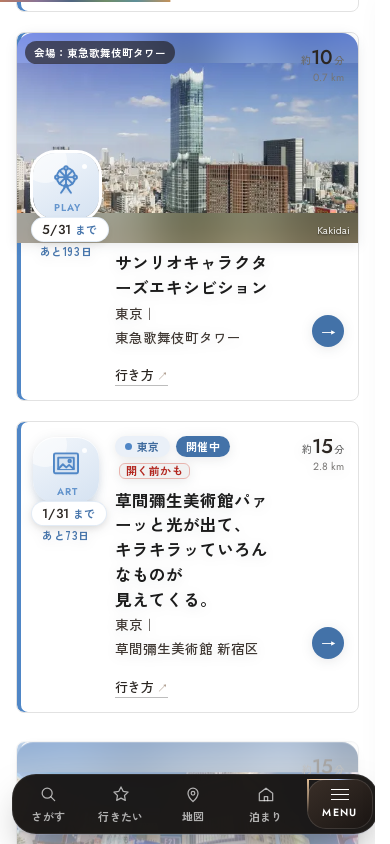 会場：東急歌舞伎町タワー
約10分
0.7 km
PLAY
5/31 まで
あと193日
Kakidai
サンリオキャラクタ
ーズエキシビション
東京｜
東急歌舞伎町タワー
→
行き方 ↗
東京
開催中
約15分
2.8 km
開く前かも
ART
1/31 まで
あと73日
草間彌生美術館パァ
ーッと光が出て、
キラキラッていろん
なものが
見えてくる。
東京｜
草間彌生美術館 新宿区
→
行き方 ↗
15
さがす
行きたい
地図
泊まり
MENU